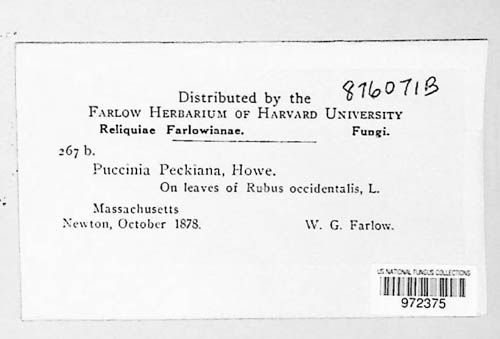 876071B
Distributed by the
FARLOW HERBARIUM OF HARVARD UNIVERSITY
Reliquiae Farlowianae. Fungi.
267 b.
Puccinia Peckiana, Howe.
On leaves of Rubus occidentalis, L.
Massachusetts
Newton, October 1878. W. G. Farlow.
US NATIONAL FUNGUS COLLECTIONS
972375